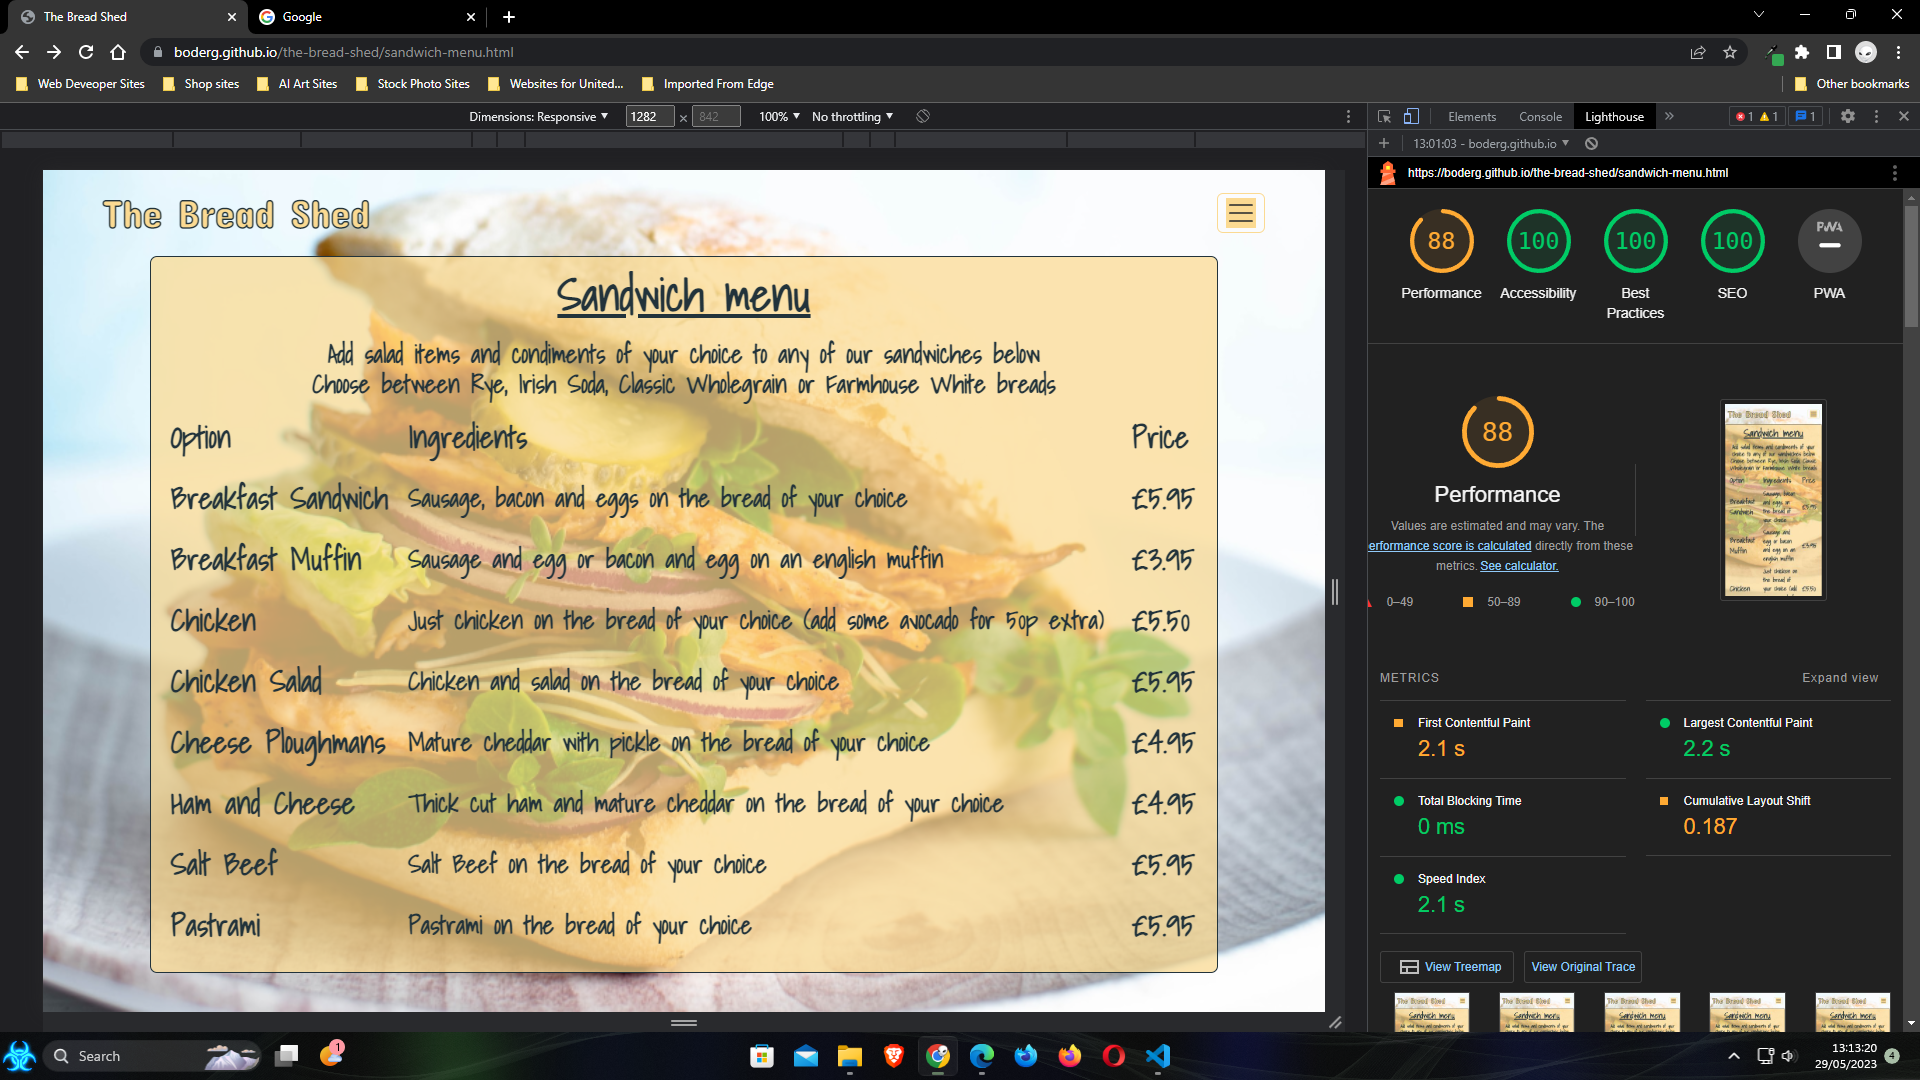 The Bread Shed
Google
boderg.github.io/the-bread-shed/sandwich-menu.html
Web Deveoper Sites
Shop sites
AI Art Sites
Stock Photo Sites
Websites for United...
Imported From Edge
Other bookmarks
Dimensions: Responsive
1282
×
842
100%
No throttling
Elements
Console
Lighthouse
1
1
1
13:01:03 - boderg.github.io
https://boderg.github.io/the-bread-shed/sandwich-menu.html
The Bread Shed
Sandwich menu
Add salad items and condiments of your choice to any of our sandwiches below
Choose between Rye, Irish Soda, Classic Wholegrain or Farmhouse White breads
Option Ingredients Price
Breakfast Sandwich Sausage, bacon and eggs on the bread of your choice £5.95
Breakfast Muffin Sausage and egg or bacon and egg on an english muffin £3.95
Chicken Just chicken on the bread of your choice (add some avocado for 50p extra) £5.50
Chicken Salad Chicken and salad on the bread of your choice £5.95
Cheese Ploughmans Mature cheddar with pickle on the bread of your choice £4.95
Ham and Cheese Thick cut ham and mature cheddar on the bread of your choice £4.95
Salt Beef Salt Beef on the bread of your choice £5.95
Pastrami Pastrami on the bread of your choice £5.95
88 100 100 100 PWA
Performance
Accessibility
Best
Practices
SEO
PWA
88
Performance
Values are estimated and may vary. The
erformance score is calculated directly from these
metrics. See calculator.
0–49
50–89
90–100
METRICS
Expand view
First Contentful Paint
2.1 s
Largest Contentful Paint
2.2 s
Total Blocking Time
0 ms
Cumulative Layout Shift
0.187
Speed Index
2.1 s
View Treemap
View Original Trace
Search
1
13:13:20
29/05/2023
4